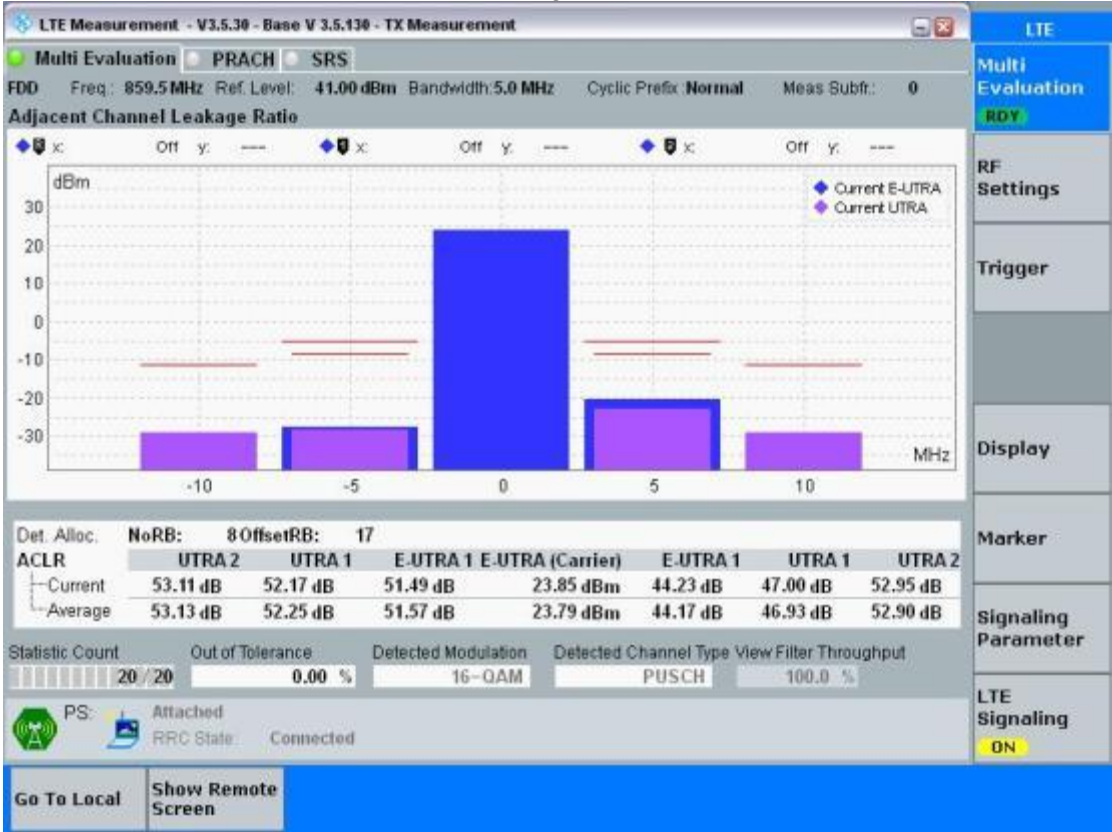 LTE Measurement - V3.5.30 - Base V 3.5.130 - TX Measurement
LTE
Multi Evaluation PRACH SRS
FDD Freq.: 859.5 MHz Ref. Level: 41.00 dBm Bandwidth: 5.0 MHz Cyclic Prefix: Normal Meas Subfr.: 0
Adjacent Channel Leakage Ratio
x: Off y: --- x: Off y: --- x: Off y: ---
dBm
Current E-UTRA
Current UTRA
30
20
10
0
-10
-20
-30
MHz
-10 -5 0 5 10
Det. Alloc. NoRB: 8 OffsetRB: 17
ACLR UTRA 2 UTRA 1 E-UTRA 1 E-UTRA (Carrier) E-UTRA 1 UTRA 1 UTRA 2
Current 53.11 dB 52.17 dB 51.49 dB 23.85 dBm 44.23 dB 47.00 dB 52.95 dB
Average 53.13 dB 52.25 dB 51.57 dB 23.79 dBm 44.17 dB 46.93 dB 52.90 dB
Statistic Count Out of Tolerance Detected Modulation Detected Channel Type View Filter Throughput
20 / 20 0.00 % 16-QAM PUSCH 100.0 %
PS: Attached
RRC State: Connected
Multi
Evaluation
RDY
RF
Settings
Trigger
Display
Marker
Signaling
Parameter
LTE
Signaling
ON
Go To Local
Show Remote
Screen